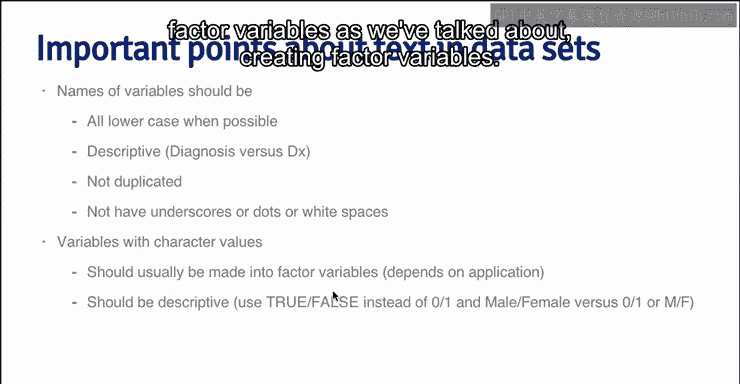 factor variables as we've talked about,
creating factor variables.
Important points about text in data sets
· Names of variables should be
- All lower case when possible
- Descriptive (Diagnosis versus Dx)
- Not duplicated
- Not have underscores or dots or white spaces
· Variables with character values
- Should usually be made into factor variables (depends on application)
- Should be descriptive (use TRUE/FALSE instead of 0/1 and Male/Female versus 0/1 or M/F)